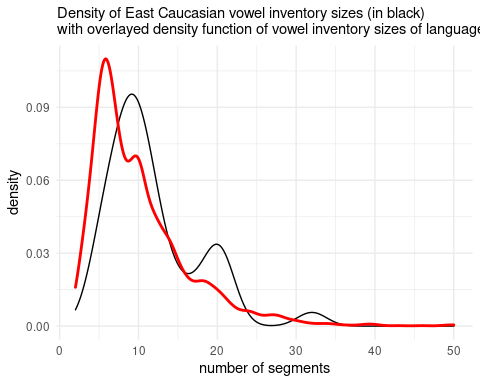 Density of East Caucasian vowel inventory sizes (in black)
with overlayed density function of vowel inventory sizes of language
0.09
0.06
0.03
0.00
density
0 10 20 30 40 50
number of segments